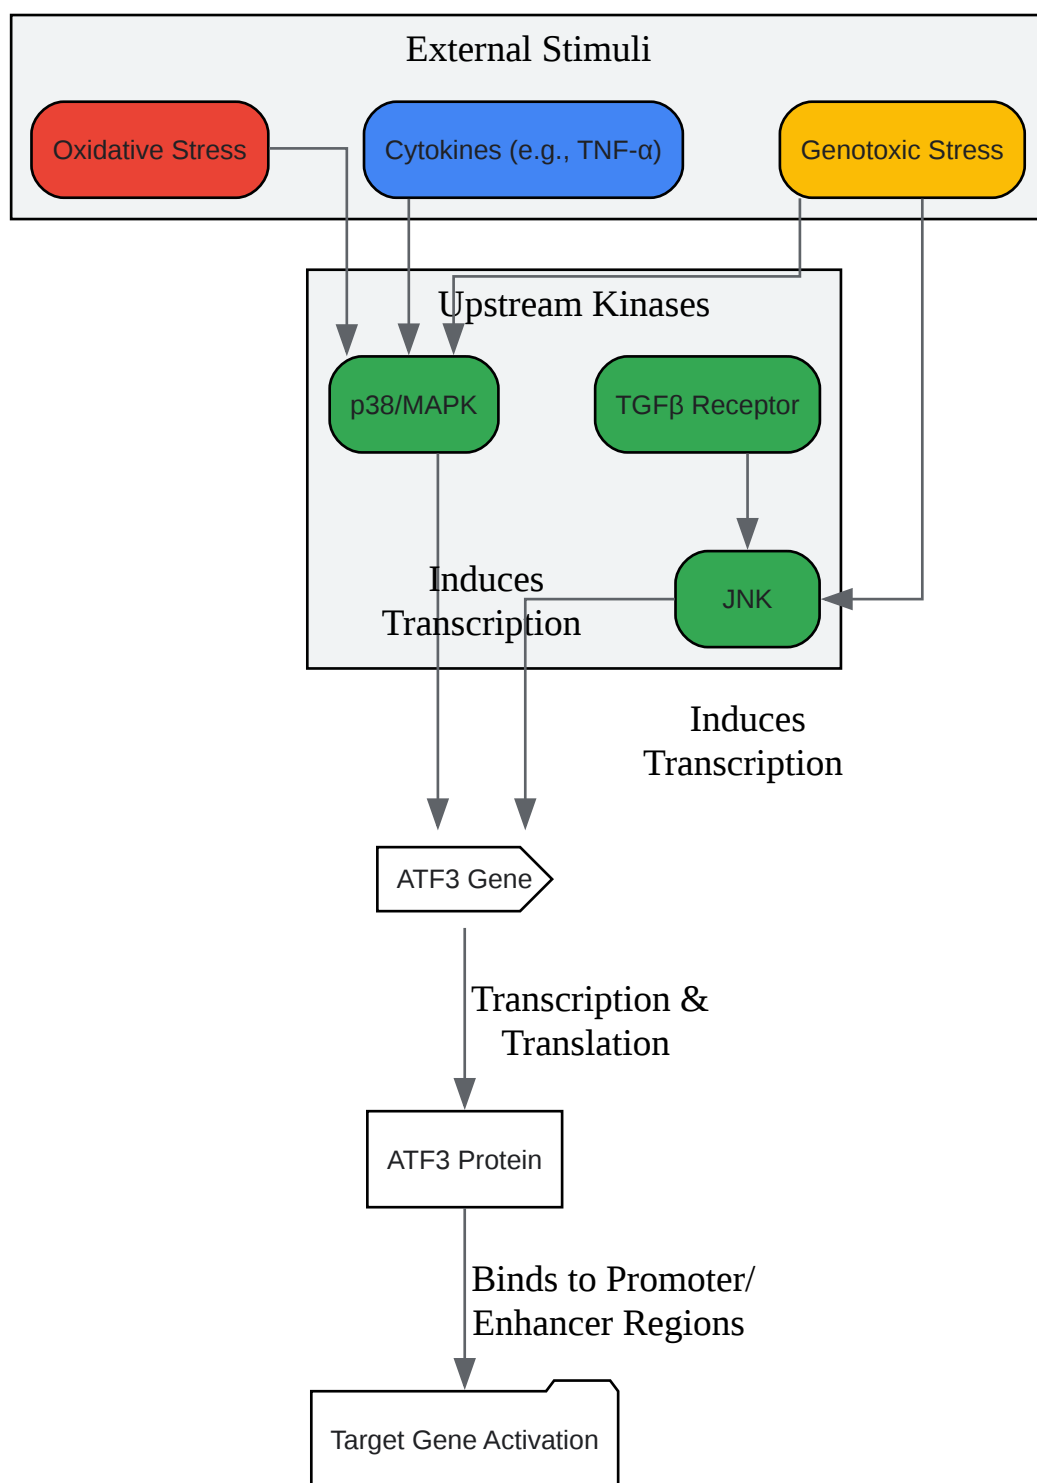 External Stimuli
Oxidative Stress
Cytokines (e.g., TNF-α)
Genotoxic Stress
Upstream Kinases
p38/MAPK
TGFβ Receptor
Induces
Transcription
JNK
Induces
Transcription
ATF3 Gene
Transcription &
Translation
ATF3 Protein
Binds to Promoter/
Enhancer Regions
Target Gene Activation